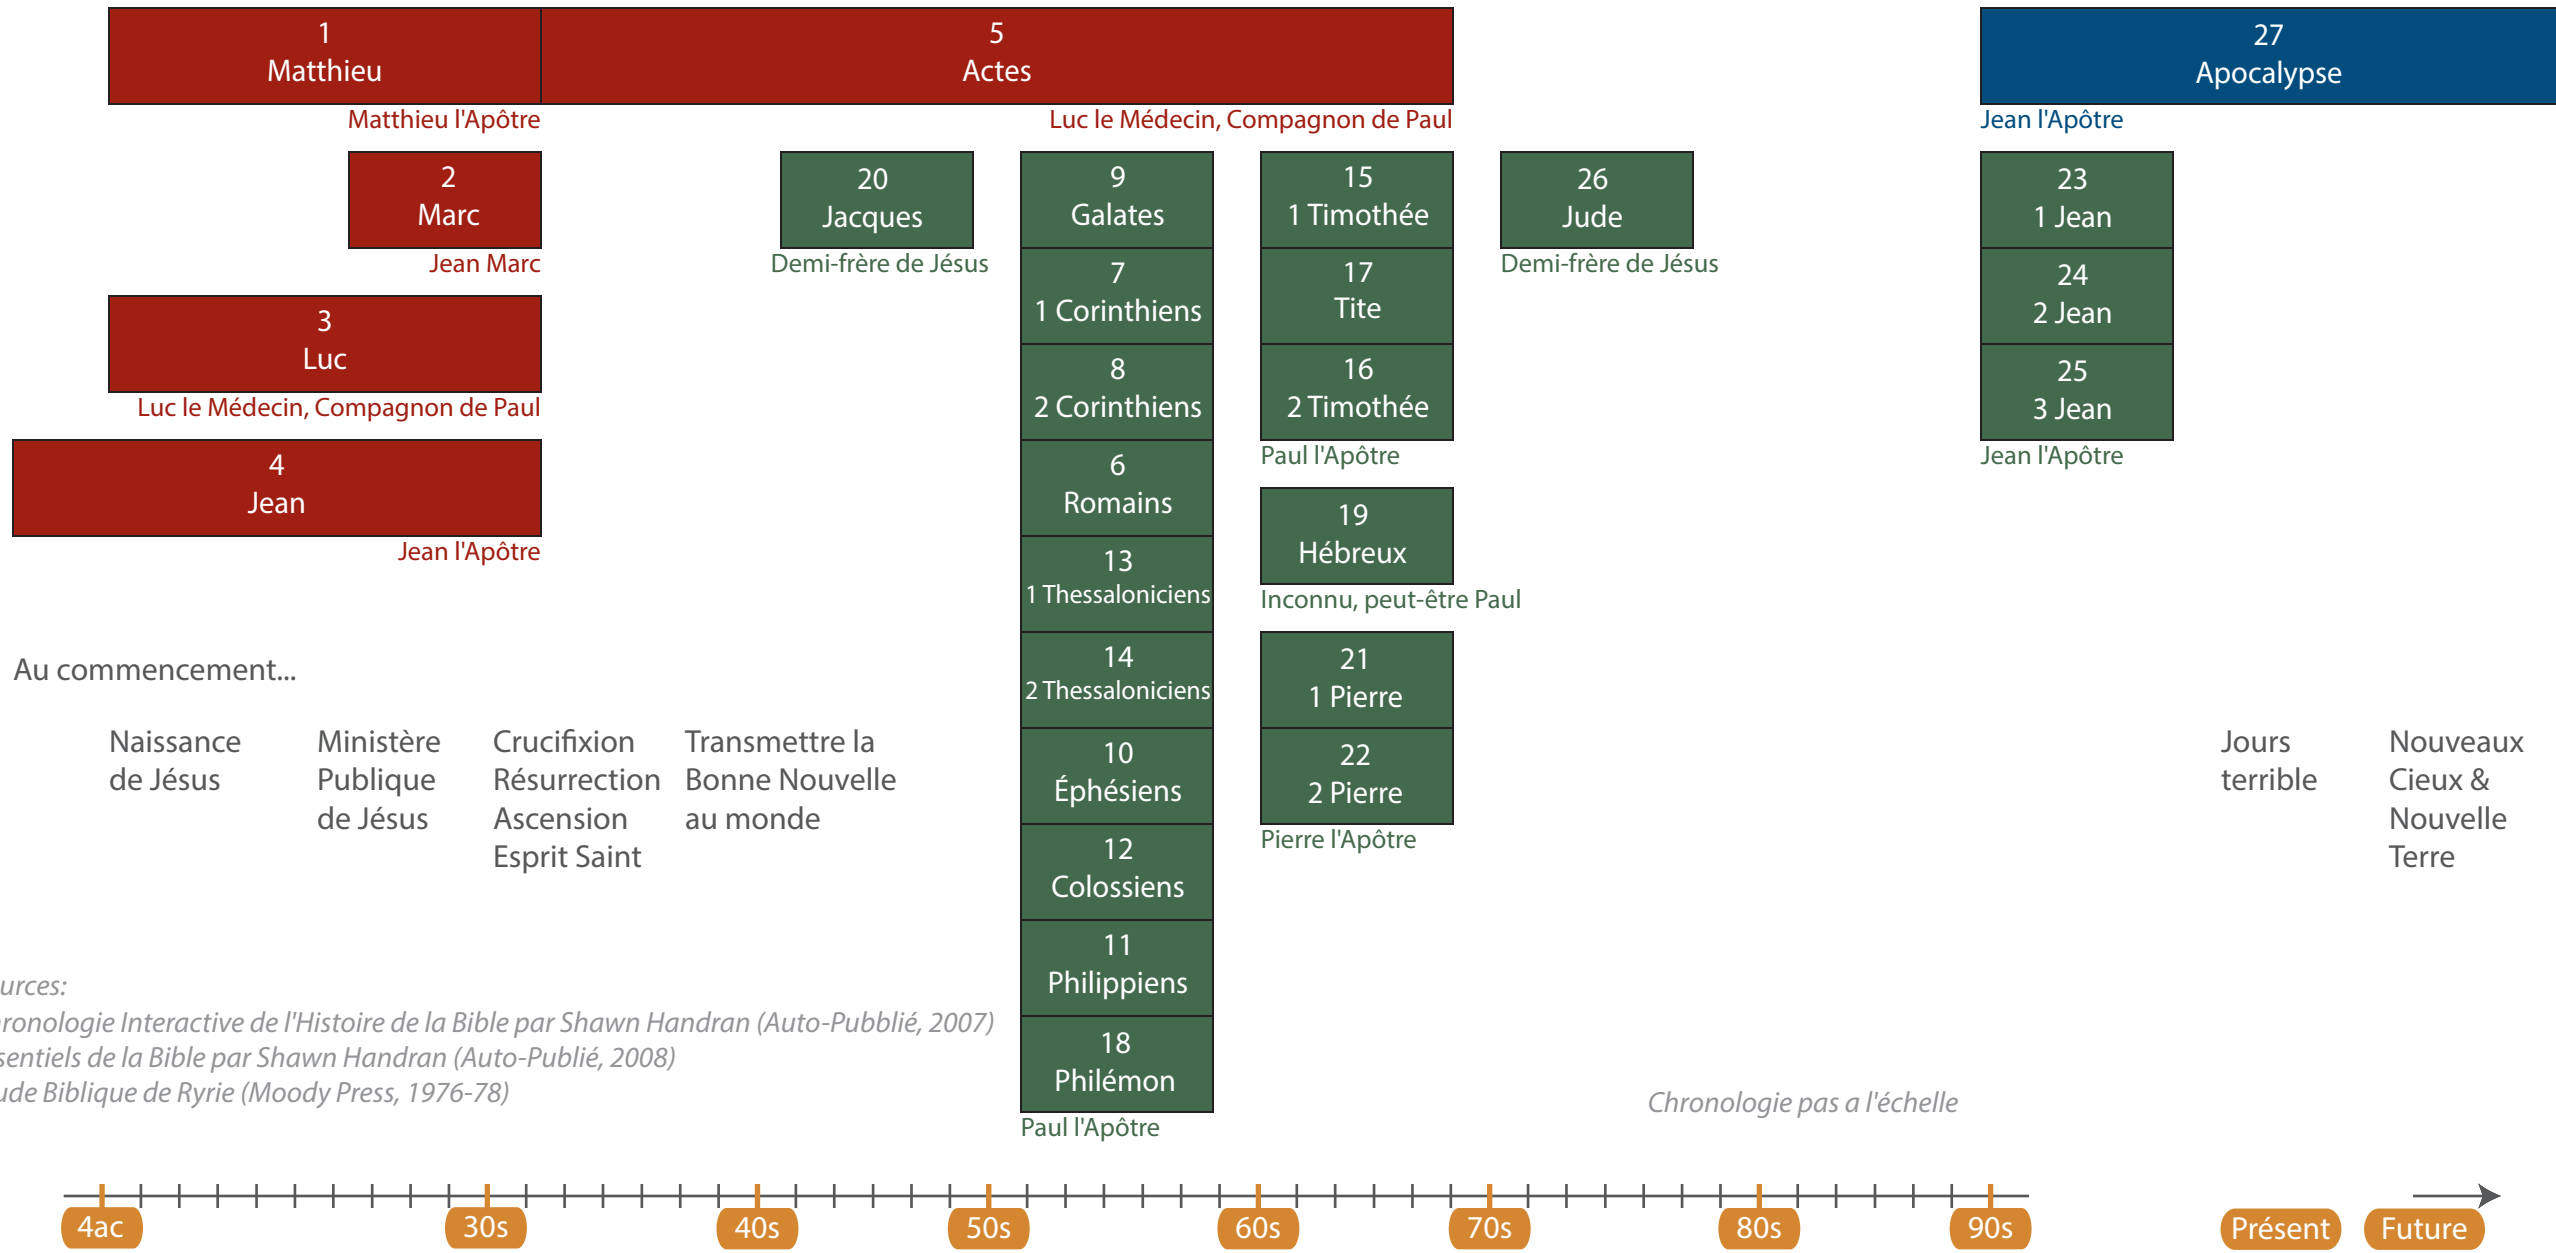 1
Matthieu
Matthieu l'Apôtre
5
Actes
Luc le Médecin, Compagnon de Paul
27
Apocalypse
Jean l'Apôtre
2
Marc
Jean Marc
3
Luc
Luc le Médecin, Compagnon de Paul
4
Jean
Jean l'Apôtre
20
Jacques
Demi-frère de Jésus
9
Galates
7
1 Corinthiens
8
2 Corinthiens
6
Romains
13
1 Thessaloniciens
14
2 Thessaloniciens
10
Éphésiens
12
Colossiens
11
Philippiens
18
Philémon
Paul l'Apôtre
15
1 Timothée
17
Tite
16
2 Timothée
Paul l'Apôtre
19
Hébreux
Inconnu, peut-être Paul
21
1 Pierre
22
2 Pierre
Pierre l'Apôtre
26
Jude
Demi-frère de Jésus
23
1 Jean
24
2 Jean
25
3 Jean
Jean l'Apôtre
Au commencement...
Naissance
de Jésus
Ministère
Publique
de Jésus
Crucifixion
Résurrection
Ascension
Esprit Saint
Transmettre la
Bonne Nouvelle
au monde
Jours
terrible
Nouveaux
Cieux &
Nouvelle
Terre
urces:
ronologie Interactive de l'Histoire de la Bible par Shawn Handran (Auto-Pubblié, 2007)
sentiels de la Bible par Shawn Handran (Auto-Publié, 2008)
ude Biblique de Ryrie (Moody Press, 1976-78)
Chronologie pas a l'échelle
4ac
30s
40s
50s
60s
70s
80s
90s
Présent
Future